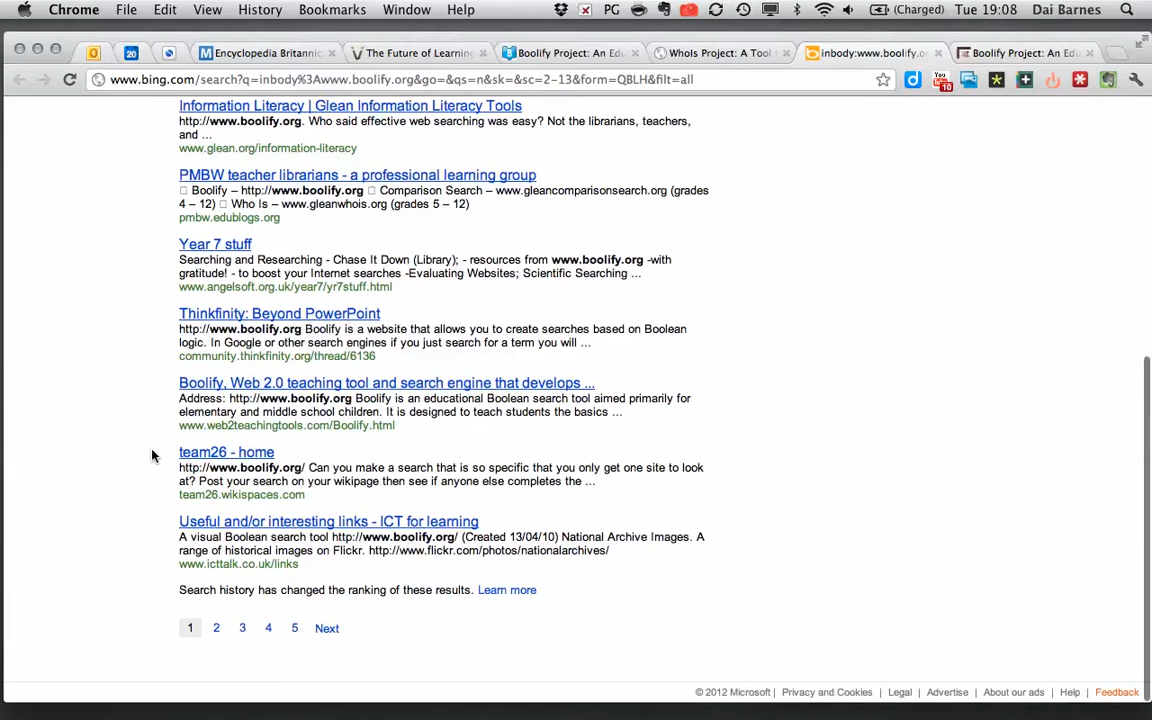 Chrome File Edit View History Bookmarks Window Help PG (Charged) Tue 19:08 Dai Barnes
20 Encyclopedia Britannic The Future of Learning Boolify Project: An Edu WhoIs Project: A Tool inbody:www.boolify.o Boolify Project: An Edu
www.bing.com/search?q=inbody%3Awww.boolify.org&go=&qs=n&sk=&sc=2-13&form=QBLH&filt=all
10
Information Literacy | Glean Information Literacy Tools
http://www.boolify.org. Who said effective web searching was easy? Not the librarians, teachers,
and ...
www.glean.org/information-literacy
PMBW teacher librarians - a professional learning group
□ Boolify – http://www.boolify.org □ Comparison Search – www.gleancomparisonsearch.org (grades
4 – 12) □ Who Is – www.gleanwhois.org (grades 5 – 12)
pmbw.edublogs.org
Year 7 stuff
Searching and Researching - Chase It Down (Library); - resources from www.boolify.org -with
gratitude! - to boost your Internet searches -Evaluating Websites; Scientific Searching ...
www.angelsoft.org.uk/year7/yr7stuff.html
Thinkfinity: Beyond PowerPoint
http://www.boolify.org Boolify is a website that allows you to create searches based on Boolean
logic. In Google or other search engines if you just search for a term you will ...
community.thinkfinity.org/thread/6136
Boolify, Web 2.0 teaching tool and search engine that develops ...
Address: http://www.boolify.org Boolify is an educational Boolean search tool aimed primarily for
elementary and middle school children. It is designed to teach students the basics ...
www.web2teachingtools.com/Boolify.html
team26 - home
http://www.boolify.org/ Can you make a search that is so specific that you only get one site to look
at? Post your search on your wikipage then see if anyone else completes the ...
team26.wikispaces.com
Useful and/or interesting links - ICT for learning
A visual Boolean search tool http://www.boolify.org/ (Created 13/04/10) National Archive Images. A
range of historical images on Flickr. http://www.flickr.com/photos/nationalarchives/
www.icttalk.co.uk/links
Search history has changed the ranking of these results. Learn more
1 2 3 4 5 Next
© 2012 Microsoft | Privacy and Cookies | Legal | Advertise | About our ads | Help | Feedback